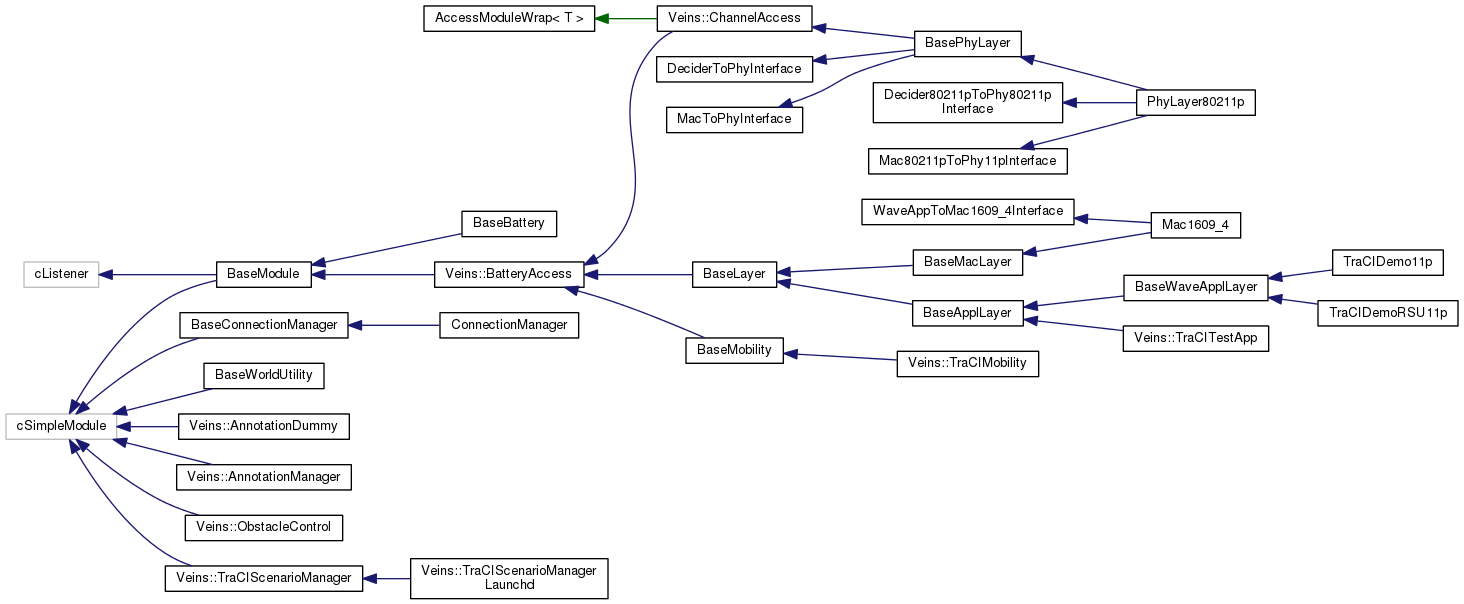 AccessModuleWrap< T >
Veins::ChannelAccess
BasePhyLayer
DeciderToPhyInterface
Decider80211pToPhy80211p
Interface
PhyLayer80211p
MacToPhyInterface
Mac80211pToPhy11pInterface
WaveAppToMac1609_4Interface
Mac1609_4
BaseBattery
cListener
BaseModule
Veins::BatteryAccess
BaseLayer
BaseMacLayer
TraCIDemo11p
BaseWaveApplLayer
BaseApplLayer
TraCIDemoRSU11p
BaseConnectionManager
ConnectionManager
Veins::TraCITestApp
BaseMobility
Veins::TraCIMobility
BaseWorldUtility
cSimpleModule
Veins::AnnotationDummy
Veins::AnnotationManager
Veins::ObstacleControl
Veins::TraCIScenarioManager
Veins::TraCIScenarioManager
Launchd